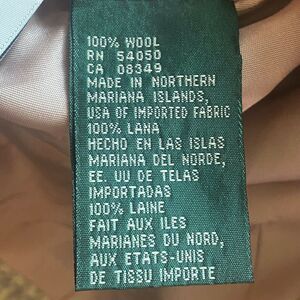 100% WOOL
RN 54050
CA 08349
MADE IN NORTHERN
MARIANA ISLANDS,
USA OF IMPORTED FABRIC
100% LANA
HECHO EN LAS ISLAS
MARIANA DEL NORDE,
EE. UU DE TELAS
IMPORTADAS
100% LAINE
FAIT AUX ILES
MARIANES DU NORD,
AUX ETATS-UNIS
DE TISSU IMPORTE